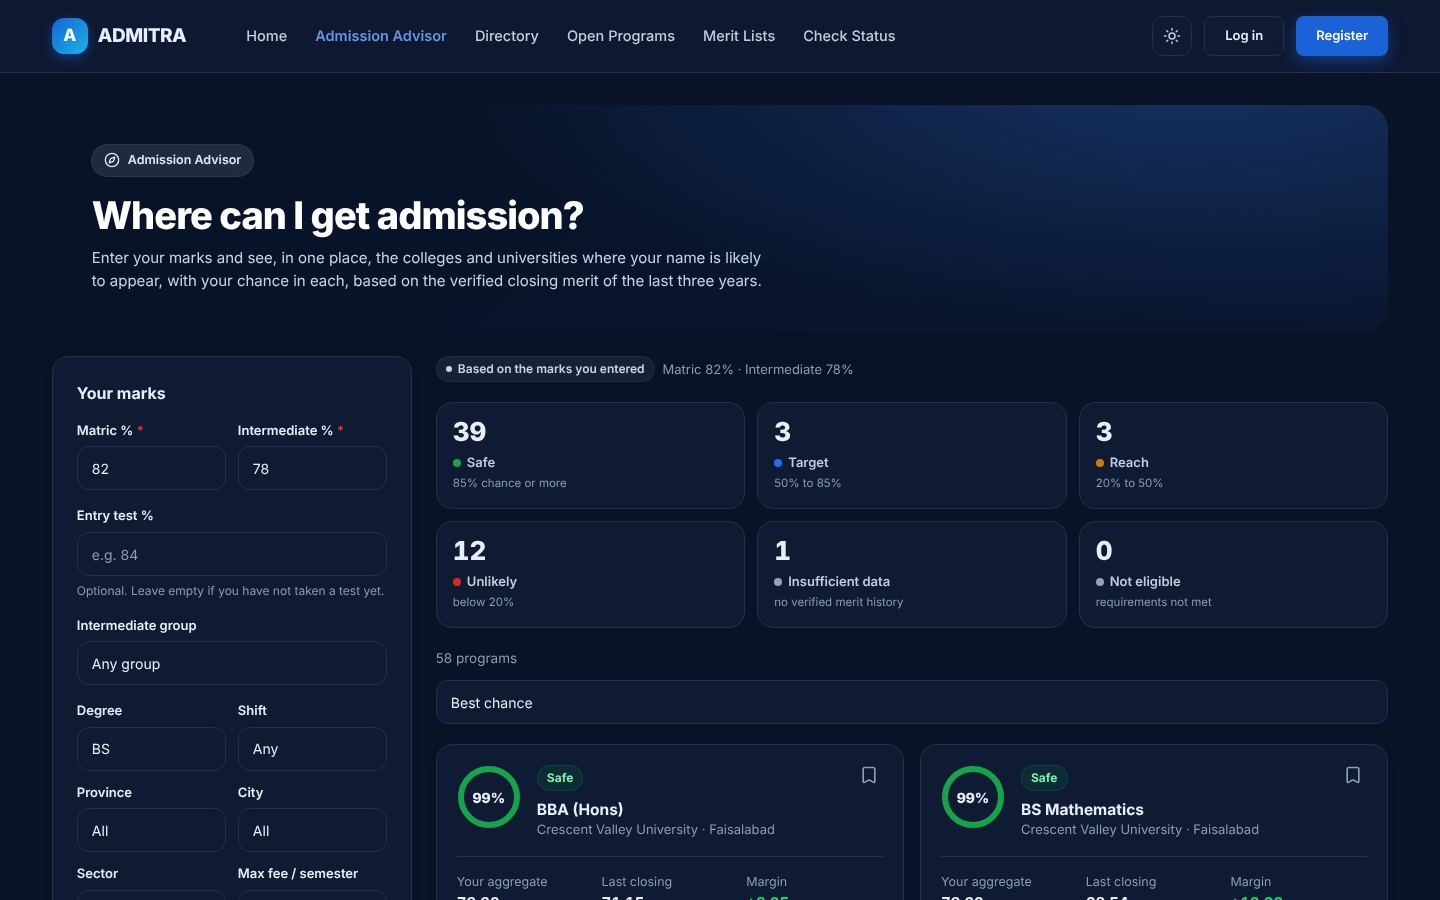 A ADMITRA Home Admission Advisor Directory Open Programs Merit Lists Check Status Log in Register
Admission Advisor
Where can I get admission?
Enter your marks and see, in one place, the colleges and universities where your name is likely
to appear, with your chance in each, based on the verified closing merit of the last three years.
Your marks
Matric % * Intermediate % *
82 78
Entry test %
e.g. 84
Optional. Leave empty if you have not taken a test yet.
Intermediate group
Any group
Degree Shift
BS Any
Province City
All All
Sector Max fee / semester
Based on the marks you entered Matric 82% · Intermediate 78%
39
Safe
85% chance or more
3
Target
50% to 85%
3
Reach
20% to 50%
12
Unlikely
below 20%
1
Insufficient data
no verified merit history
0
Not eligible
requirements not met
58 programs
Best chance
99%
Safe
BBA (Hons)
Crescent Valley University · Faisalabad
Your aggregate Last closing Margin
99%
Safe
BS Mathematics
Crescent Valley University · Faisalabad
Your aggregate Last closing Margin